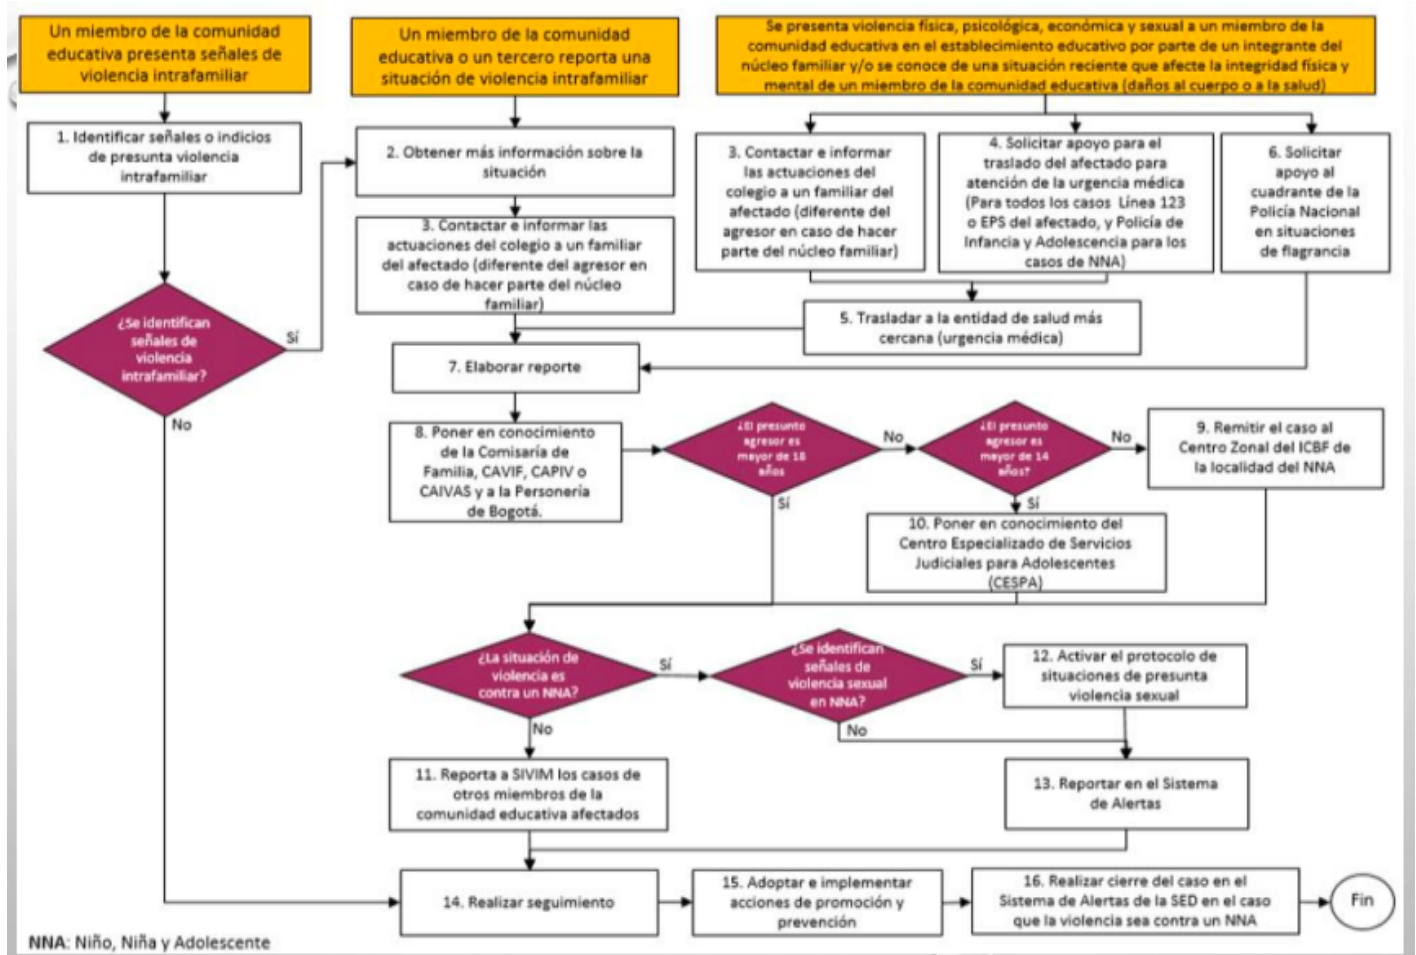 Un miembro de la comunidad
educativa presenta señales de
violencia intrafamiliar
Un miembro de la comunidad
educativa o un tercero reporta una
situación de violencia intrafamiliar
Se presenta violencia física, psicológica, económica y sexual a un miembro de la
comunidad educativa en el establecimiento educativo por parte de un integrante del
núcleo familiar y/o se conoce de una situación reciente que afecte la integridad física y
mental de un miembro de la comunidad educativa (daños al cuerpo o a la salud)
1. Identificar señales o indicios
de presunta violencia
intrafamiliar
2. Obtener más información sobre la
situación
3. Contactar e informar
las actuaciones del
colegio a un familiar del
afectado (diferente del
agresor en caso de hacer
parte del núcleo familiar)
4. Solicitar apoyo para el
traslado del afectado para
atención de la urgencia médica
(Para todos los casos Línea 123
o EPS del afectado, y Policía de
Infancia y Adolescencia para los
casos de NNA)
6. Solicitar
apoyo al
cuadrante de la
Policía Nacional
en situaciones
de flagrancia
3. Contactar e informar las
actuaciones del colegio a un familiar
del afectado (diferente del agresor en
caso de hacer parte del núcleo
familiar)
¿Se identifican
señales de
violencia
intrafamiliar?
Sí
No
5. Trasladar a la entidad de salud más
cercana (urgencia médica)
7. Elaborar reporte
8. Poner en conocimiento
de la Comisaría de
Familia, CAVIF, CAPIV o
CAIVAS y a la Personería
de Bogotá.
¿El presunto
agresor es
mayor de 18
años
No
Sí
¿El presunto
agresor es
mayor de 14
años?
No
Sí
9. Remitir el caso al
Centro Zonal del ICBF de
la localidad del NNA
10. Poner en conocimiento del
Centro Especializado de Servicios
Judiciales para Adolescentes
(CESPA)
¿La situación de
violencia es
contra un NNA?
Sí
No
¿Se identifican
señales de
violencia sexual
en NNA?
Sí
No
12. Activar el protocolo de
situaciones de presunta
violencia sexual
11. Reporta a SIVIM los casos de
otros miembros de la
comunidad educativa afectados
13. Reportar en el Sistema
de Alertas
14. Realizar seguimiento
15. Adoptar e implementar
acciones de promoción y
prevención
16. Realizar cierre del caso en el
Sistema de Alertas de la SED en el caso
que la violencia sea contra un NNA
Fin
NNA: Niño, Niña y Adolescente